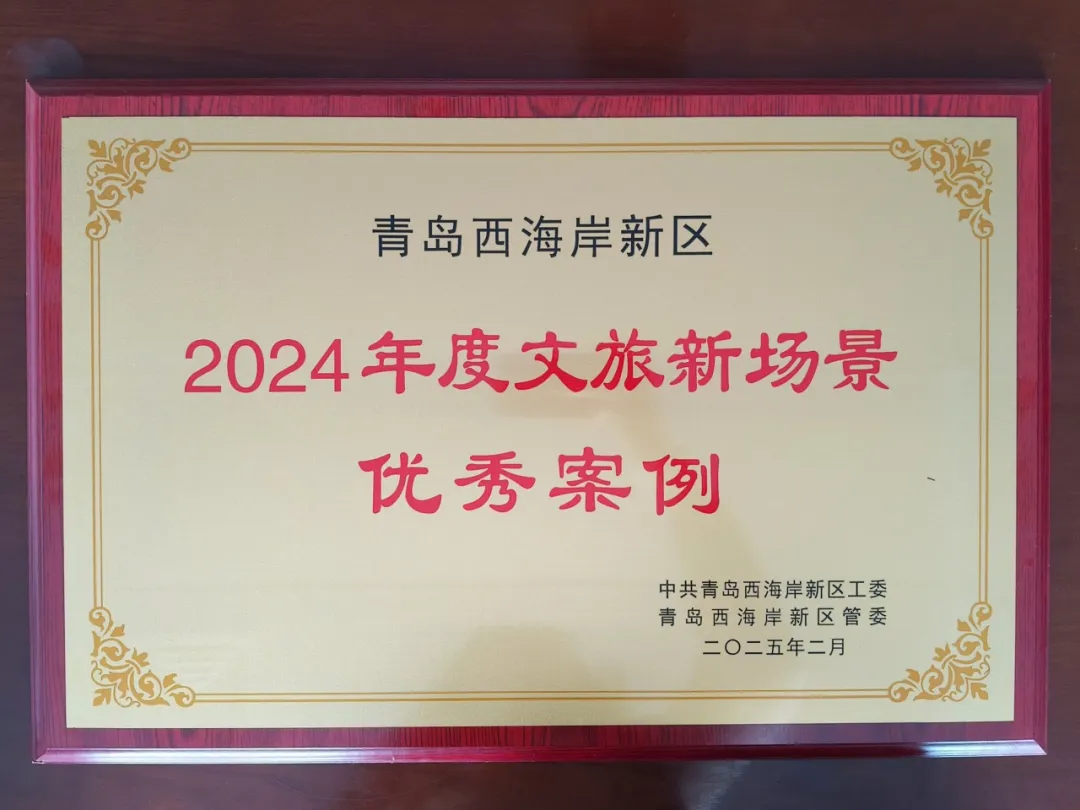 青岛西海岸新区
2024年度文旅新场景
优秀案例
中共青岛西海岸新区工委
青岛西海岸新区管委
二〇二五年二月